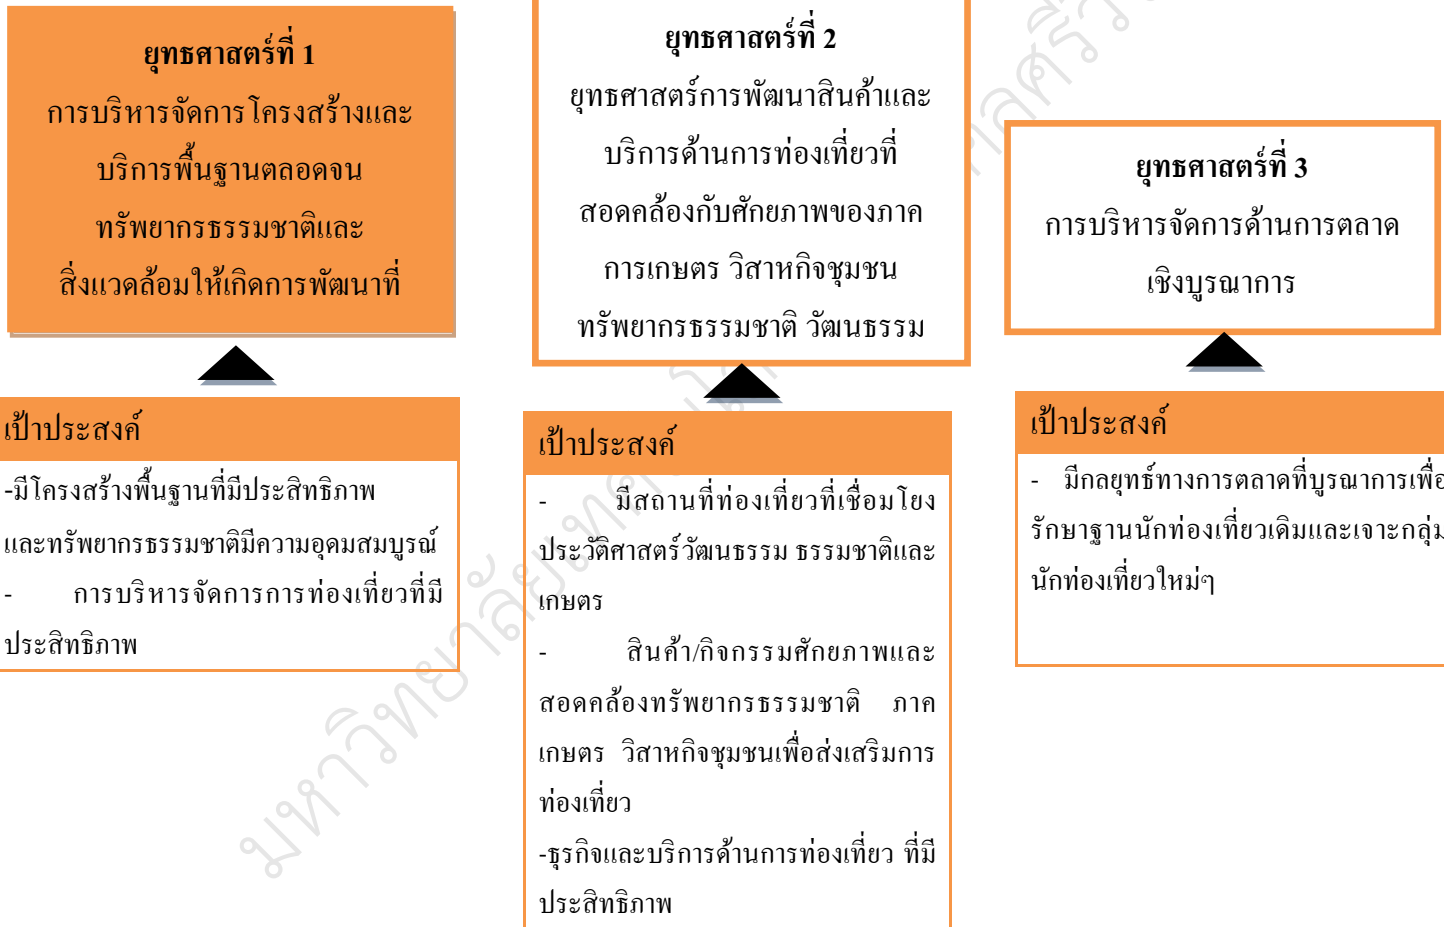 ยุทธศาสตร์ที่ 1
การบริหารจัดการโครงสร้างและ
บริการพื้นฐานตลอดจน
ทรัพยากรธรรมชาติและ
สิ่งแวดล้อมให้เกิดการพัฒนาที่
ยุทธศาสตร์ที่ 2
ยุทธศาสตร์การพัฒนาสินค้าและ
บริการด้านการท่องเที่ยวที่
สอดคล้องกับศักยภาพของภาค
การเกษตร วิสาหกิจชุมชน
ทรัพยากรธรรมชาติ วัฒนธรรม
ยุทธศาสตร์ที่ 3
การบริหารจัดการด้านการตลาด
เชิงบูรณาการ
เป้าประสงค์
-มีโครงสร้างพื้นฐานที่มีประสิทธิภาพ
และทรัพยากรธรรมชาติมีความอุดมสมบูรณ์
- การบริหารจัดการการท่องเที่ยวที่มี
ประสิทธิภาพ
เป้าประสงค์
- มีสถานที่ท่องเที่ยวที่เชื่อมโยง
ประวัติศาสตร์วัฒนธรรม ธรรมชาติและ
เกษตร
- สินค้า/กิจกรรมศักยภาพและ
สอดคล้องทรัพยากรธรรมชาติ ภาค
เกษตร วิสาหกิจชุมชนเพื่อส่งเสริมการ
ท่องเที่ยว
-ธุรกิจและบริการด้านการท่องเที่ยว ที่มี
ประสิทธิภาพ
เป้าประสงค์
- มีกลยุทธ์ทางการตลาดที่บูรณาการเพื่อ
รักษาฐานนักท่องเที่ยวเดิมและเจาะกลุ่ม
นักท่องเที่ยวใหม่ๆ
มหาวิทยาลัยเทคโน